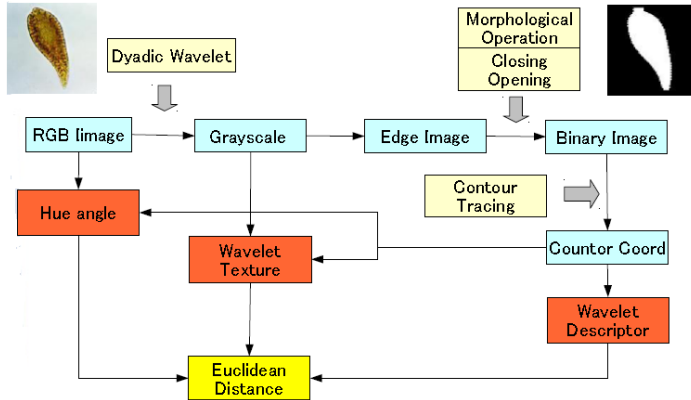 Dyadic Wavelet
Morphological
Operation
Closing
Opening
RGB Iimage
Grayscale
Edge Image
Binary Image
Contour
Tracing
Hue angle
Wavelet
Texture
Countor Coord
Wavelet
Descriptor
Euclidean
Distance